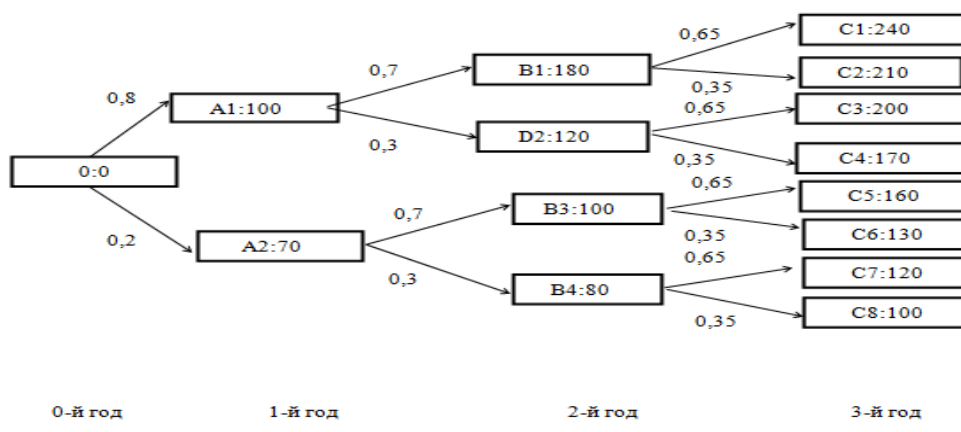 0,65
C1:240
0,7
B1:180
C2:210
0,8
0,35
0,65
A1:100
C3:200
D2:120
0,3
0,35
C4:170
0:0
0,65
C5:160
0,7
B3:100
0,2
A2:70
0,35
C6:130
0,65
0,3
C7:120
B4:80
C8:100
0,35
0-й год 1-й год 2-й год 3-й год